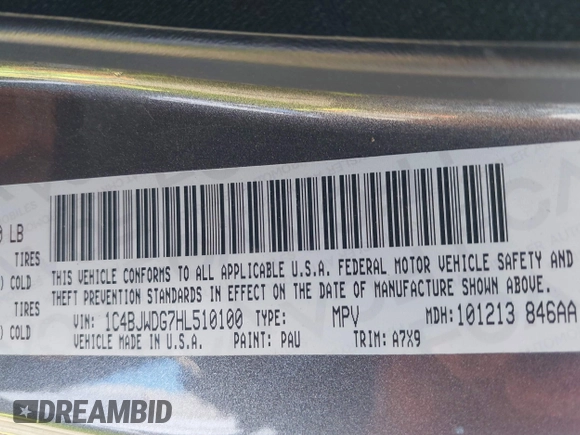 0 LB
TIRES
) COLD
TIRES
) COLD
THIS VEHICLE CONFORMS TO ALL APPLICABLE U.S.A. FEDERAL MOTOR VEHICLE SAFETY AND
THEFT PREVENTION STANDARDS IN EFFECT ON THE DATE OF MANUFACTURE SHOWN ABOVE.
VIN: 1C4BJWDG7HL510100 TYPE: MPV MDH: 101213 846AA
VEHICLE MADE IN U.S.A. PAINT: PAU TRIM: A7X9
DREAMBID